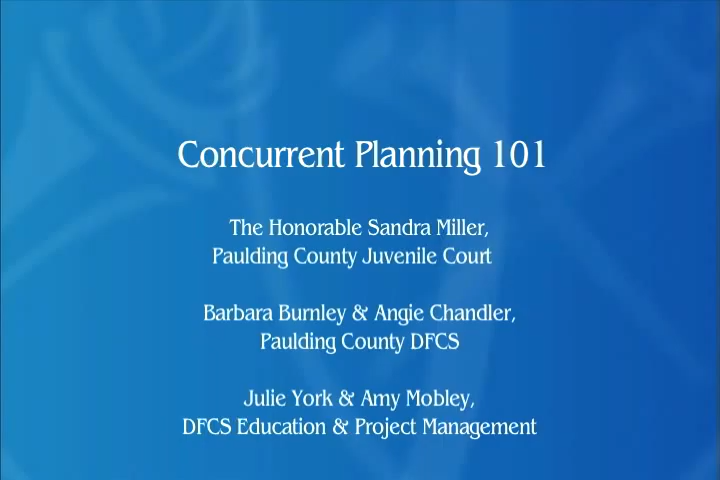 Concurrent Planning 101
The Honorable Sandra Miller,
Paulding County Juvenile Court
Barbara Burnley & Angie Chandler,
Paulding County DFCS
Julie York & Amy Mobley,
DFCS Education & Project Management